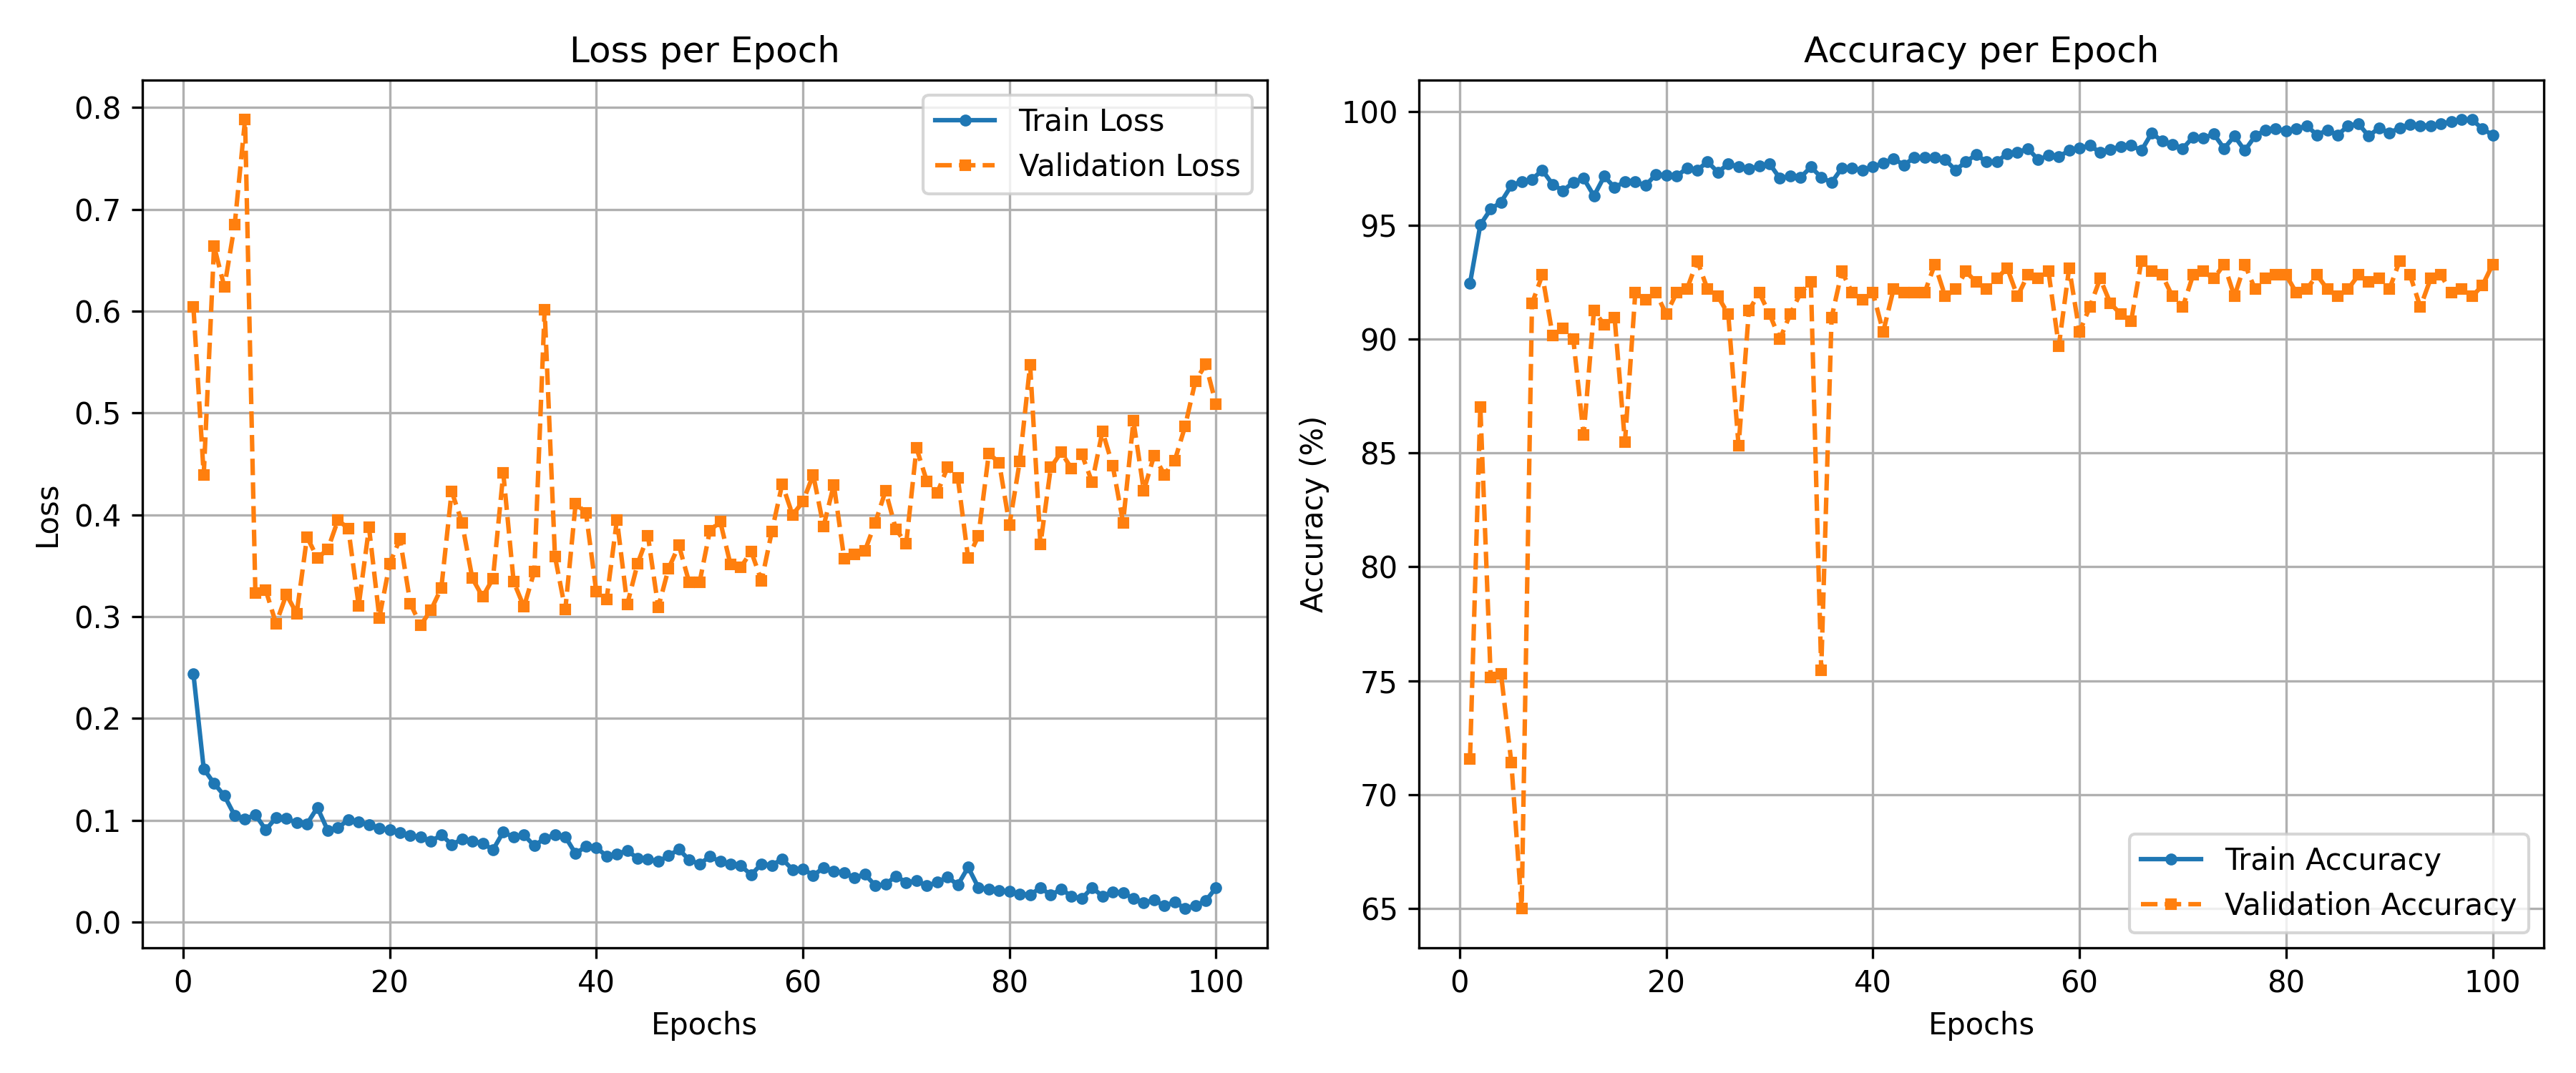 Loss per Epoch
0.8
0.7
0.6
0.5
0.4
0.3
0.2
0.1
0.0
Loss
0 20 40 60 80 100
Epochs
Train Loss
Validation Loss
Accuracy per Epoch
100
95
90
85
80
75
70
65
Accuracy (%)
0 20 40 60 80 100
Epochs
Train Accuracy
Validation Accuracy